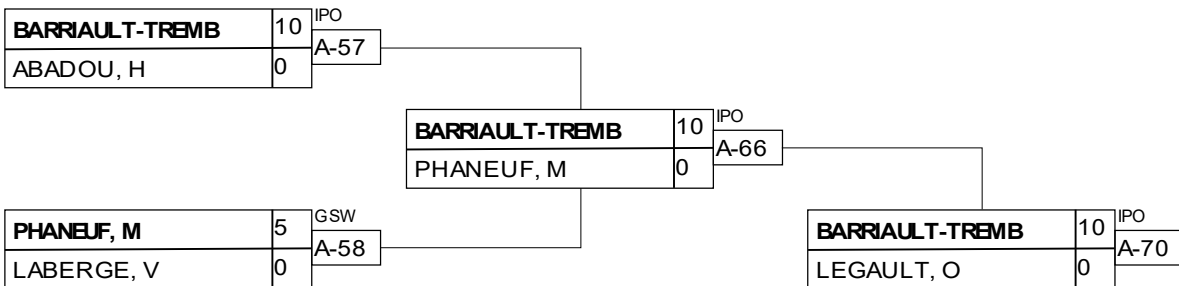 BARRIAULT-TREMB 10 IPO
A-57
ABADOU, H 0
BARRIAULT-TREMB 10 IPO
A-66
PHANEUF, M 0
PHANEUF, M 5 GSW
A-58
LABERGE, V 0
BARRIAULT-TREMB 10 IPO
A-70
LEGAULT, O 0